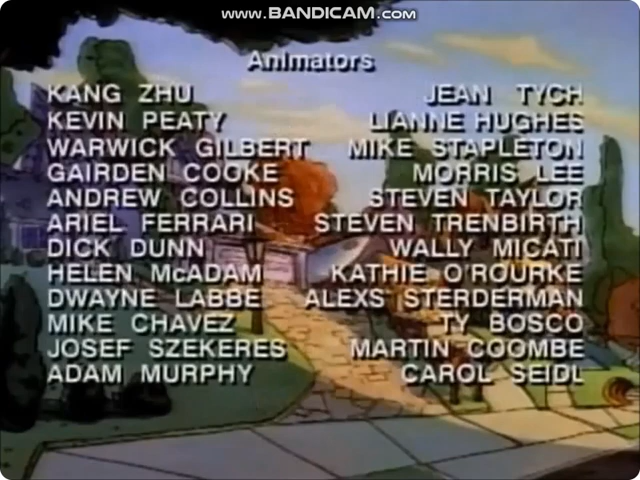 www.BANDICAM.com
Animators
KANG ZHU JEAN TYCH
KEVIN PEATY LIANNE HUGHES
WARWICK GILBERT MIKE STAPLETON
GAIRDEN COOKE MORRIS LEE
ANDREW COLLINS STEVEN TAYLOR
ARIEL FERRARI STEVEN TRENBIRTH
DICK DUNN WALLY MICATI
HELEN McADAM KATHIE O'ROURKE
DWAYNE LABBE ALEXS STERDERMAN
MIKE CHAVEZ TY BOSCO
JOSEF SZEKERES MARTIN COOMBE
ADAM MURPHY CAROL SEIDL